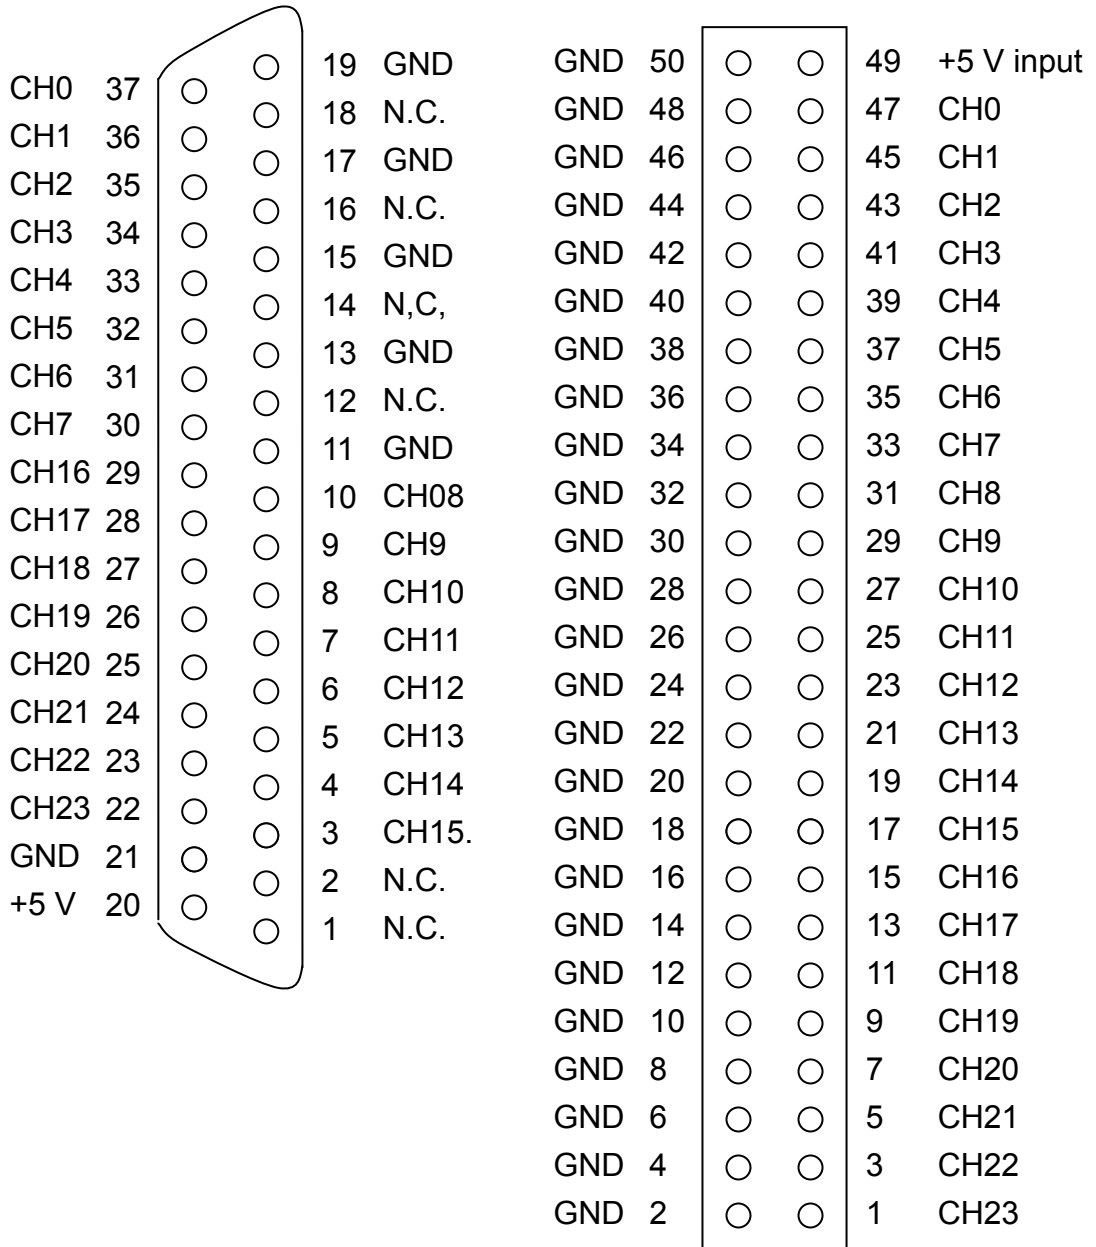 CH0 37
CH1 36
CH2 35
CH3 34
CH4 33
CH5 32
CH6 31
CH7 30
CH16 29
CH17 28
CH18 27
CH19 26
CH20 25
CH21 24
CH22 23
CH23 22
GND 21
+5 V 20
19 GND
18 N.C.
17 GND
16 N.C.
15 GND
14 N,C,
13 GND
12 N.C.
11 GND
10 CH08
9 CH9
8 CH10
7 CH11
6 CH12
5 CH13
4 CH14
3 CH15.
2 N.C.
1 N.C.
GND 50 49 +5 V input
GND 48 47 CH0
GND 46 45 CH1
GND 44 43 CH2
GND 42 41 CH3
GND 40 39 CH4
GND 38 37 CH5
GND 36 35 CH6
GND 34 33 CH7
GND 32 31 CH8
GND 30 29 CH9
GND 28 27 CH10
GND 26 25 CH11
GND 24 23 CH12
GND 22 21 CH13
GND 20 19 CH14
GND 18 17 CH15
GND 16 15 CH16
GND 14 13 CH17
GND 12 11 CH18
GND 10 9 CH19
GND 8 7 CH20
GND 6 5 CH21
GND 4 3 CH22
GND 2 1 CH23